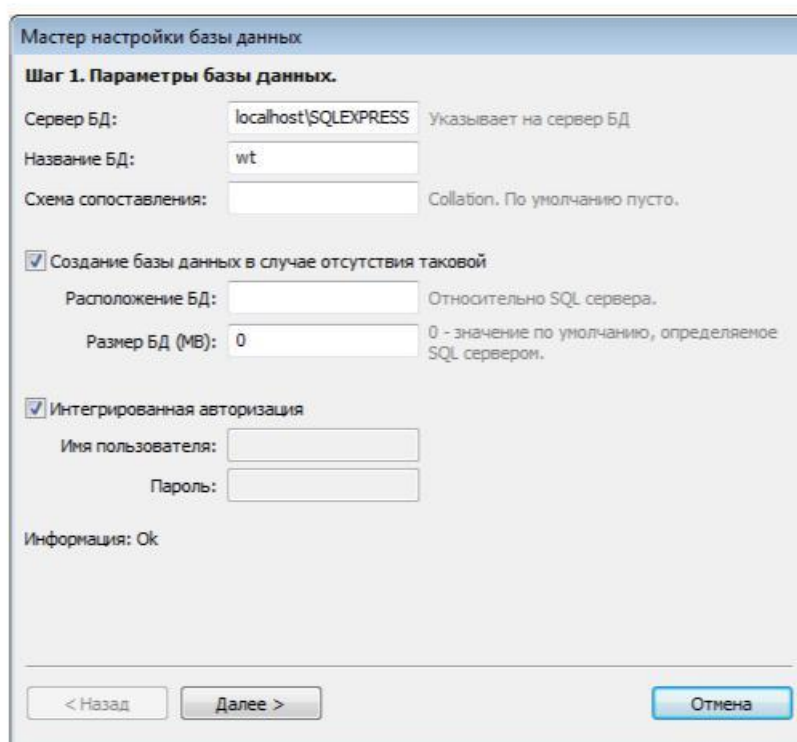 Мастер настройки базы данных
Шаг 1. Параметры базы данных.
Сервер БД: localhost\SQLEXPRESS Указывает на сервер БД
Название БД: wt
Схема сопоставления: Collation. По умолчанию пусто.
Создание базы данных в случае отсутствия таковой
Расположение БД: Относительно SQL сервера.
Размер БД (МВ): 0 0 - значение по умолчанию, определяемое
SQL сервером.
Интегрированная авторизация
Имя пользователя:
Пароль:
Информация: Ok
< Назад Далее > Отмена